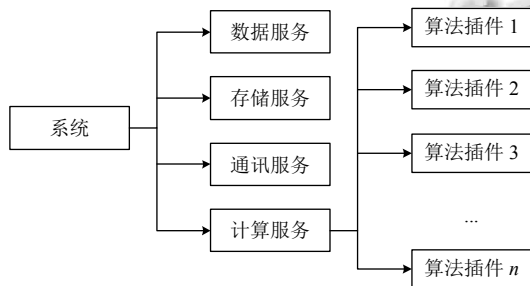 系统
数据服务
存储服务
通讯服务
计算服务
算法插件 1
算法插件 2
算法插件 3
...
算法插件 n